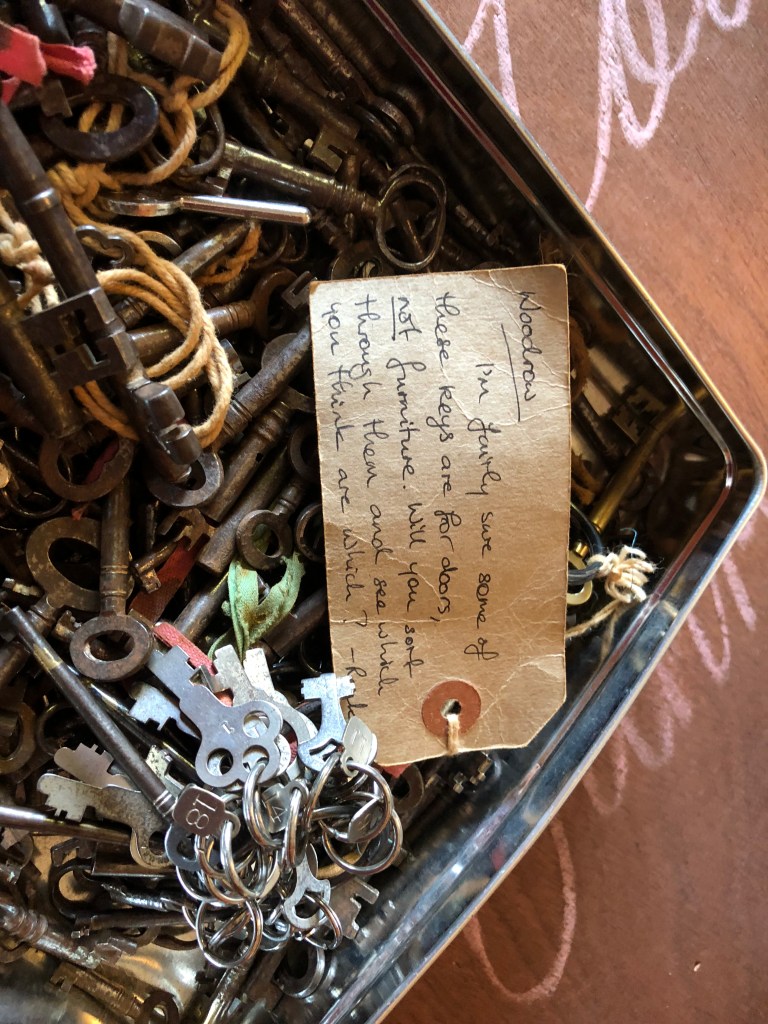 Woodrow
I'm fairly sure some of
these keys are for doors,
not furniture. Will you sort
through them and see which
you think are which?
18